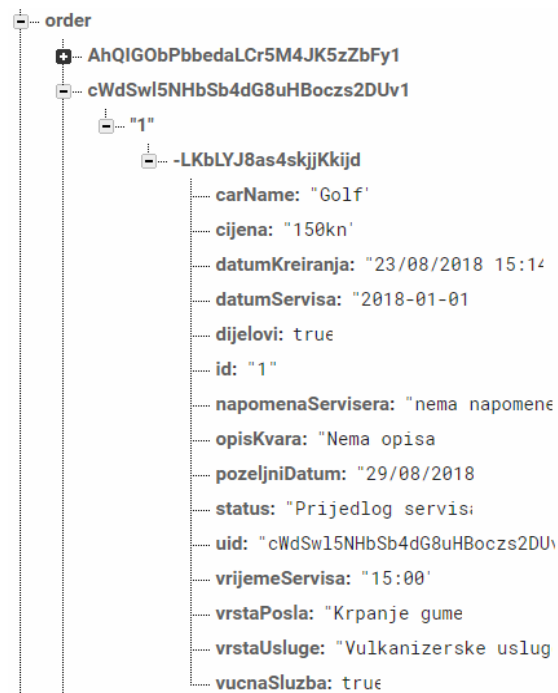 order
AhQIGObPbbedaLCr5M4JK5zZbFy1
cWdSwl5NHbSb4dG8uHBoczs2DUv1
"1"
-LKbLYJ8as4skjjKkijd
carName: "Golf'
cijena: "150kn'
datumKreiranja: "23/08/2018 15:14
datumServisa: "2018-01-01
dijelovi: true
id: "1"
napomenaServisera: "nema napomene
opisKvara: "Nema opisa
pozeljniDatum: "29/08/2018
status: "Prijedlog servisa
uid: "cWdSwl5NHbSb4dG8uHBoczs2DUv
vrijemeServisa: "15:00'
vrstaPosla: "Krpanje gume
vrstaUsluge: "Vulkanizerske uslug
vucnaSluzba: true